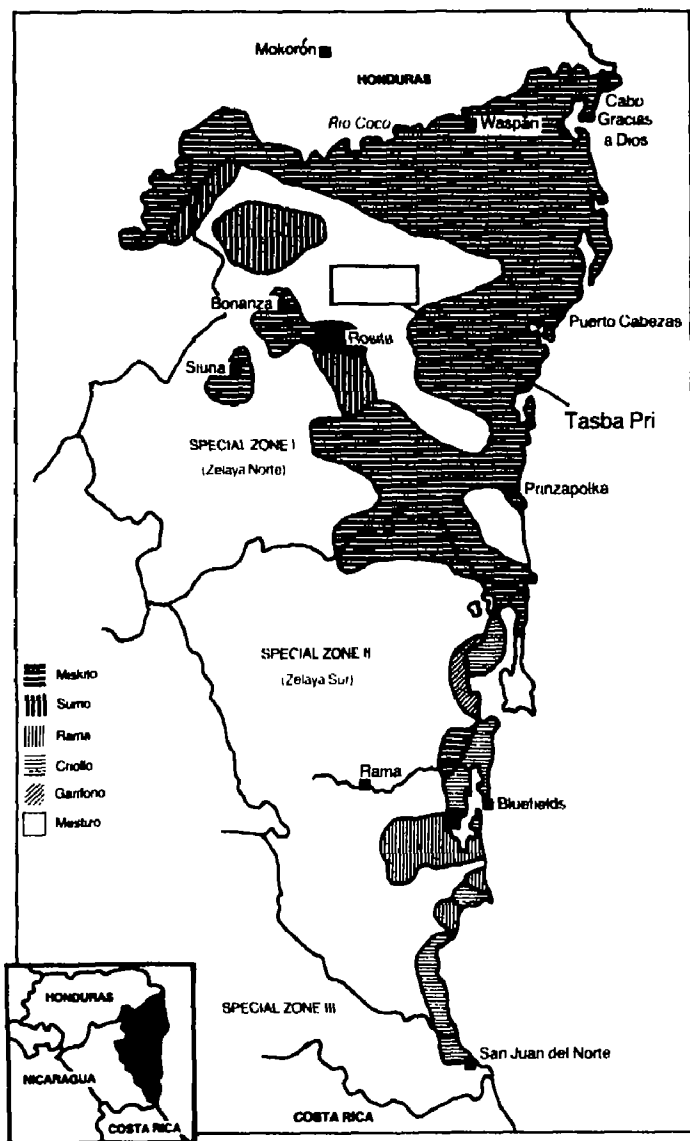 Mokorón
HONDURAS
Río Coco
Waspán
Cabo
Gracias
a Dios
Bonanza
Rosita
Puerto Cabezas
Siuna
Tasba Pri
SPECIAL ZONE I
(Zelaya Norte)
Prinzapolka
SPECIAL ZONE II
(Zelaya Sur)
Miskito
Sumo
Rama
Criollo
Garifono
Mestizo
Rama
Bluefields
HONDURAS
NICARAGUA
COSTA RICA
SPECIAL ZONE III
San Juan del Norte
COSTA RICA